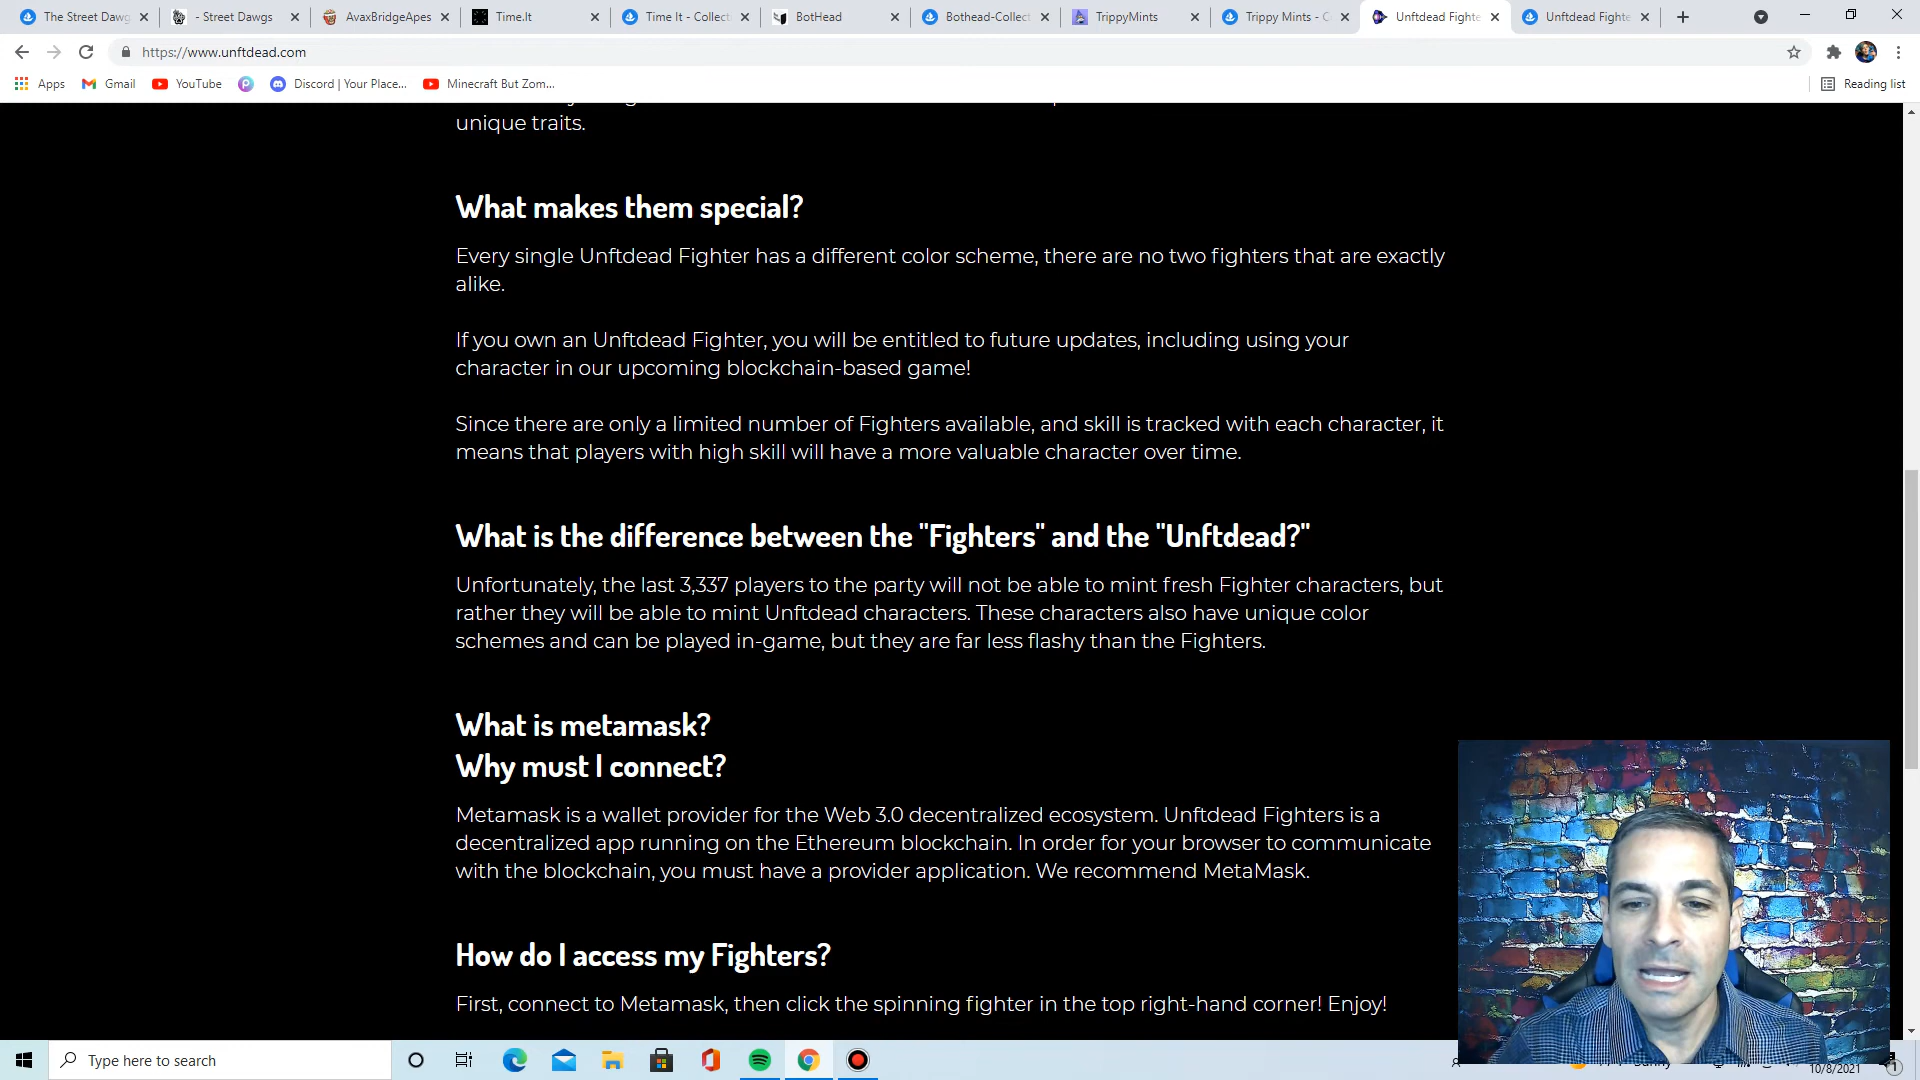 The Street Dawg
- Street Dawgs
AvaxBridgeApes
Time.It
Time It - Collect
BotHead
Bothead-Collect
TrippyMints
Trippy Mints - C
Unftdead Fighte
Unftdead Fighte
https://www.unftdead.com
Apps
Gmail
YouTube
Discord | Your Place...
Minecraft But Zom...
Reading list
unique traits.
What makes them special?
Every single Unftdead Fighter has a different color scheme, there are no two fighters that are exactly
alike.
If you own an Unftdead Fighter, you will be entitled to future updates, including using your
character in our upcoming blockchain-based game!
Since there are only a limited number of Fighters available, and skill is tracked with each character, it
means that players with high skill will have a more valuable character over time.
What is the difference between the "Fighters" and the "Unftdead?"
Unfortunately, the last 3,337 players to the party will not be able to mint fresh Fighter characters, but
rather they will be able to mint Unftdead characters. These characters also have unique color
schemes and can be played in-game, but they are far less flashy than the Fighters.
What is metamask?
Why must I connect?
Metamask is a wallet provider for the Web 3.0 decentralized ecosystem. Unftdead Fighters is a
decentralized app running on the Ethereum blockchain. In order for your browser to communicate
with the blockchain, you must have a provider application. We recommend MetaMask.
How do I access my Fighters?
First, connect to Metamask, then click the spinning fighter in the top right-hand corner! Enjoy!
Type here to search
10/8/2021
1